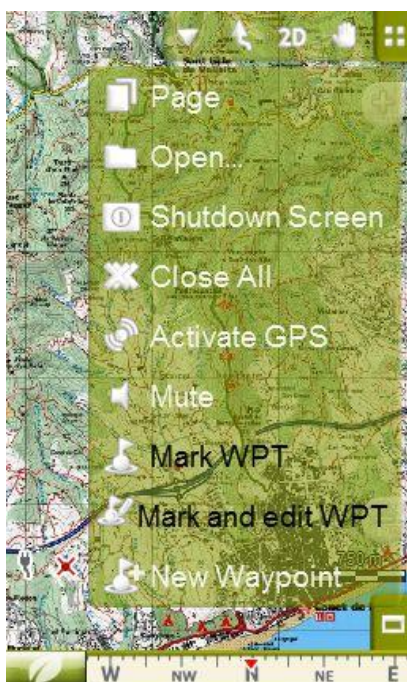 2D
Page
Open...
Shutdown Screen
Close All
Activate GPS
Mute
Mark WPT
Mark and edit WPT
750 m
New Waypoint
W NW N NE E